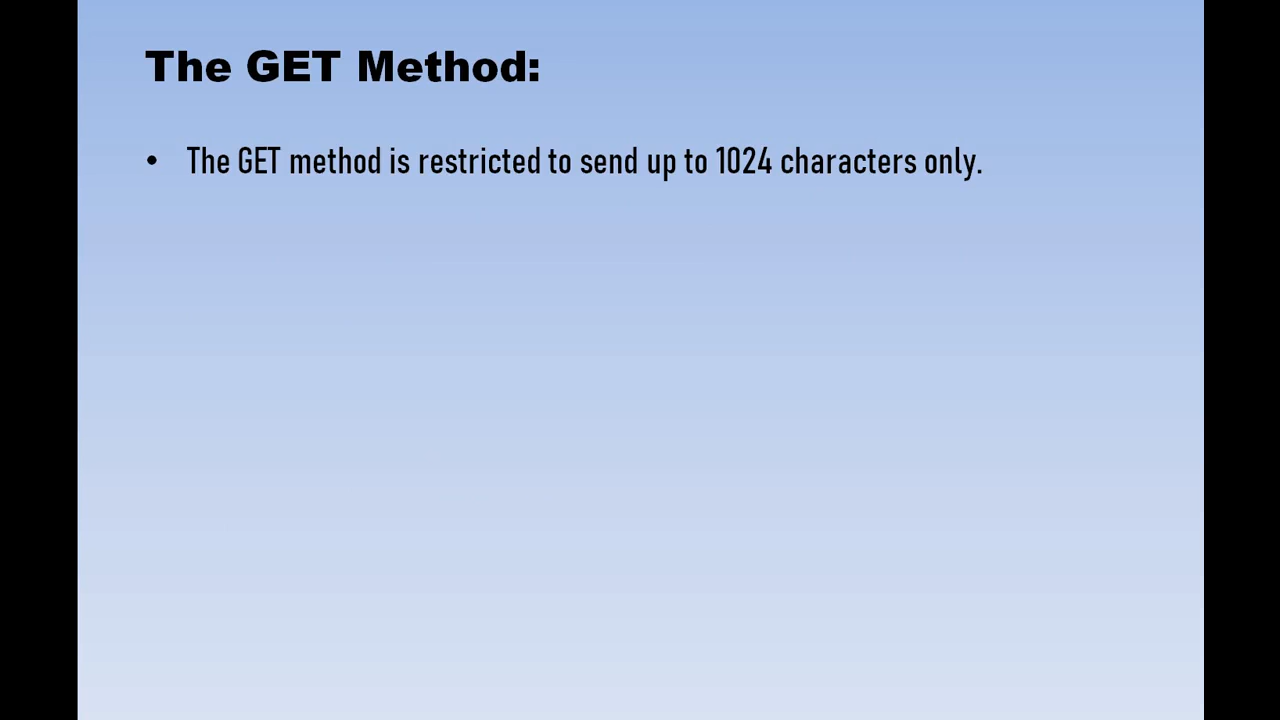 The GET Method:
• The GET method is restricted to send up to 1024 characters only.